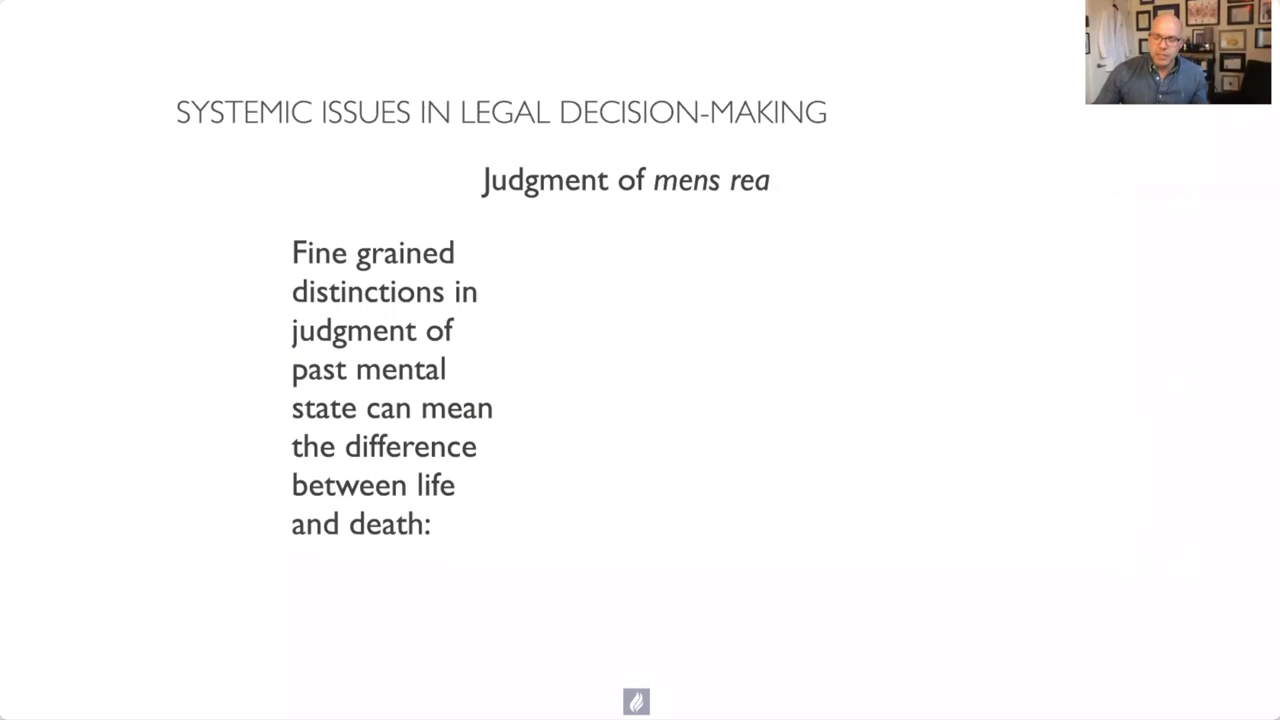 SYSTEMIC ISSUES IN LEGAL DECISION-MAKING
Judgment of mens rea
Fine grained
distinctions in
judgment of
past mental
state can mean
the difference
between life
and death: